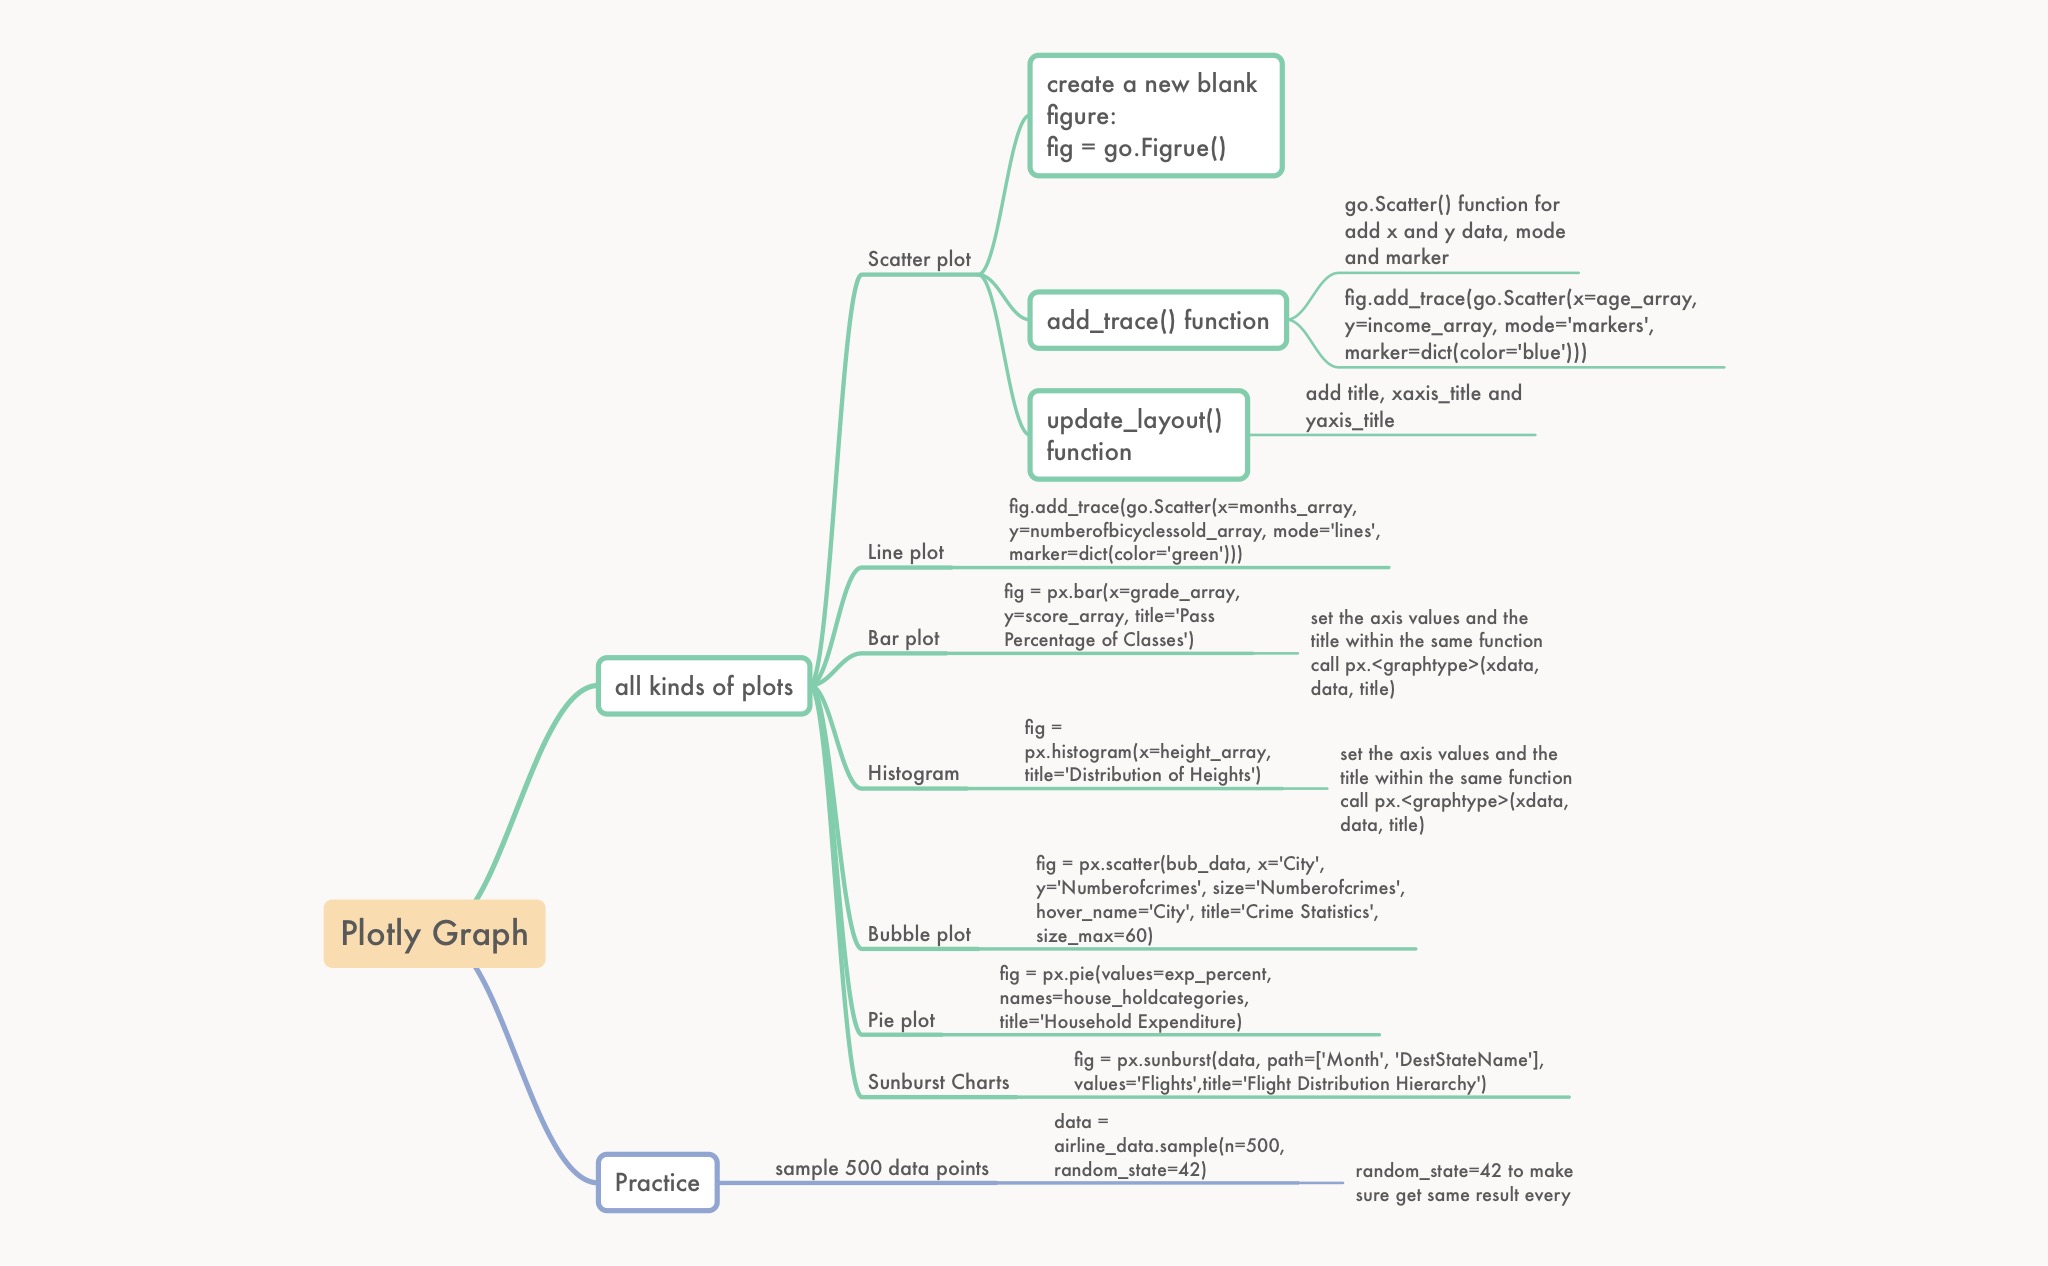 create a new blank
figure:
fig = go.Figrue()
go.Scatter() function for
add x and y data, mode
and marker
Scatter plot
add_trace() function
fig.add_trace(go.Scatter(x=age_array,
y=income_array, mode='markers',
marker=dict(color='blue')))
update_layout()
function
add title, xaxis_title and
yaxis_title
Line plot
fig.add_trace(go.Scatter(x=months_array,
y=numberofbicyclessold_array, mode='lines',
marker=dict(color='green')))
Bar plot
fig = px.bar(x=grade_array,
y=score_array, title='Pass
Percentage of Classes')
set the axis values and the
title within the same function
call px.<graphtype>(xdata,
data, title)
all kinds of plots
Histogram
fig =
px.histogram(x=height_array,
title='Distribution of Heights')
set the axis values and the
title within the same function
call px.<graphtype>(xdata,
data, title)
Bubble plot
fig = px.scatter(bub_data, x='City',
y='Numberofcrimes', size='Numberofcrimes',
hover_name='City', title='Crime Statistics',
size_max=60)
Plotly Graph
Pie plot
fig = px.pie(values=exp_percent,
names=house_holdcategories,
title='Household Expenditure)
Sunburst Charts
fig = px.sunburst(data, path=['Month', 'DestStateName'],
values='Flights',title='Flight Distribution Hierarchy')
Practice
sample 500 data points
data =
airline_data.sample(n=500,
random_state=42)
random_state=42 to make
sure get same result every